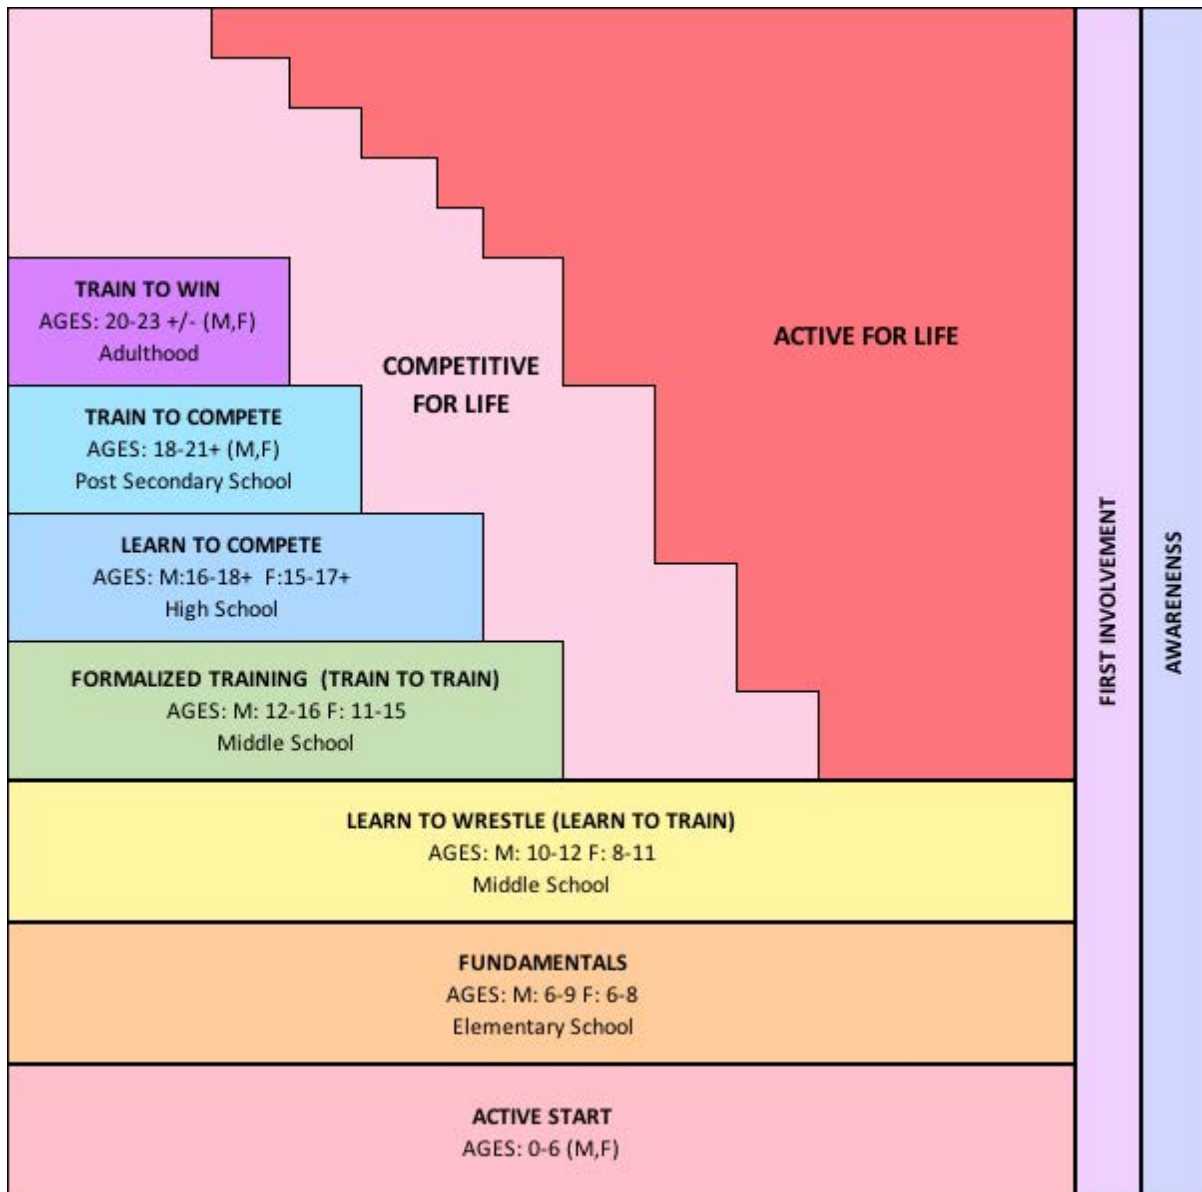 TRAIN TO WIN
AGES: 20-23 +/- (M,F)
Adulthood
COMPETITIVE
FOR LIFE
ACTIVE FOR LIFE
TRAIN TO COMPETE
AGES: 18-21+ (M,F)
Post Secondary School
LEARN TO COMPETE
AGES: M:16-18+ F:15-17+
High School
FORMALIZED TRAINING (TRAIN TO TRAIN)
AGES: M: 12-16 F: 11-15
Middle School
LEARN TO WRESTLE (LEARN TO TRAIN)
AGES: M: 10-12 F: 8-11
Middle School
FUNDAMENTALS
AGES: M: 6-9 F: 6-8
Elementary School
ACTIVE START
AGES: 0-6 (M,F)
FIRST INVOLVEMENT
AWARENENSS